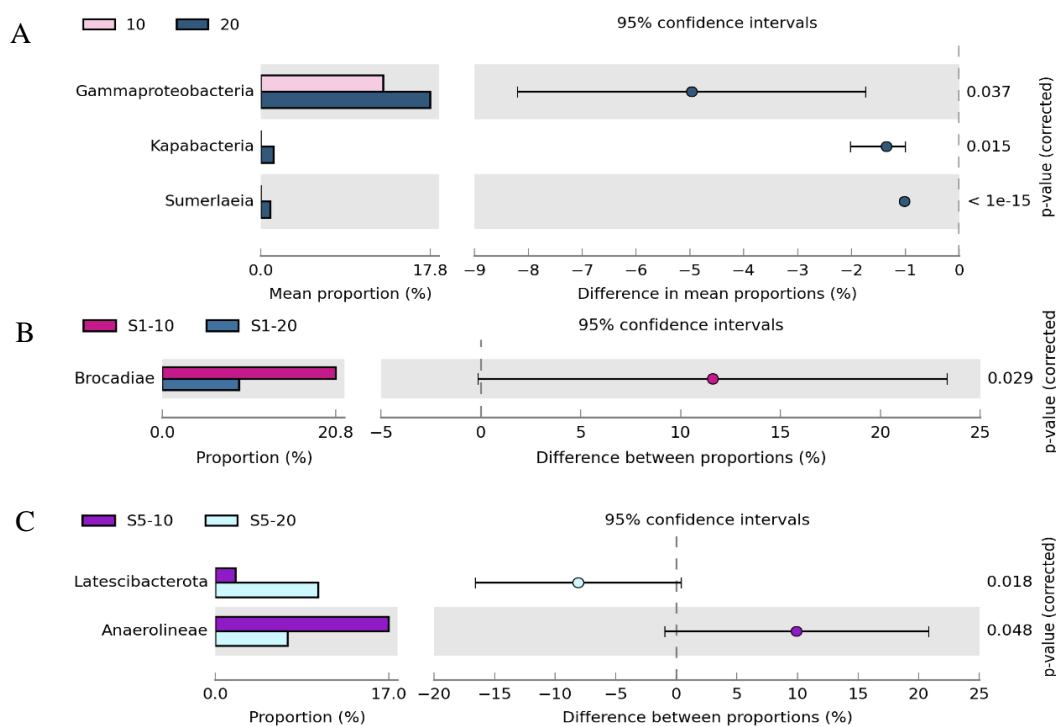 A
10 20
95% confidence intervals
Gammaproteobacteria
0.037
Kapabacteria
0.015
Sumerlaeia
< 1e-15
p-value (corrected)
0.0 17.8
−9 −8 −7 −6 −5 −4 −3 −2 −1 0
Mean proportion (%)
Difference in mean proportions (%)
B
S1-10 S1-20
95% confidence intervals
Brocadiae
0.029
p-value (corrected
0.0 20.8
−5 0 5 10 15 20 25
Proportion (%)
Difference between proportions (%)
C
S5-10 S5-20
95% confidence intervals
Latescibacterota
0.018
Anaerolineae
0.048
p-value (corrected)
0.0 17.0
−20 −15 −10 −5 0 5 10 15 20 25
Proportion (%)
Difference between proportions (%)